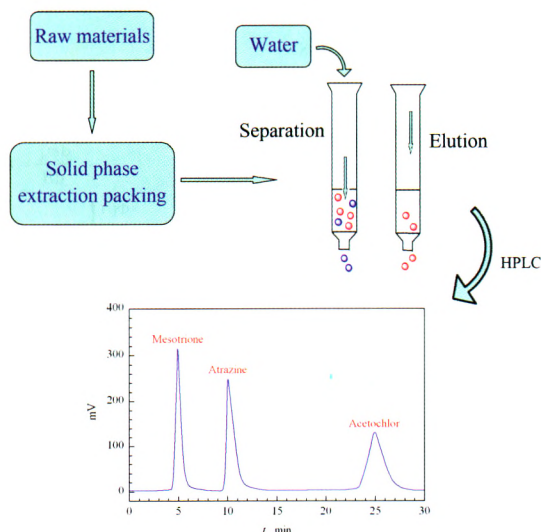 Raw materials
Water
Separation
Elution
Solid phase
extraction packing
HPLC
400
300
200
100
0
mV
Mesotrione
Atrazine
Acetochlor
0
5
10
15
20
25
30
min